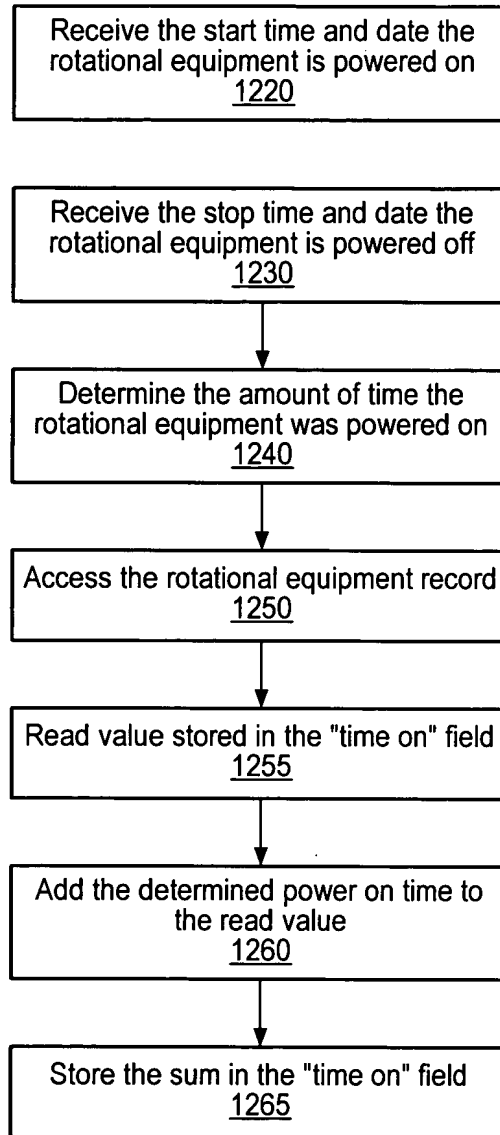 Receive the start time and date the
rotational equipment is powered on
1220
Receive the stop time and date the
rotational equipment is powered off
1230
Determine the amount of time the
rotational equipment was powered on
1240
Access the rotational equipment record
1250
Read value stored in the "time on" field
1255
Add the determined power on time to
the read value
1260
Store the sum in the "time on" field
1265